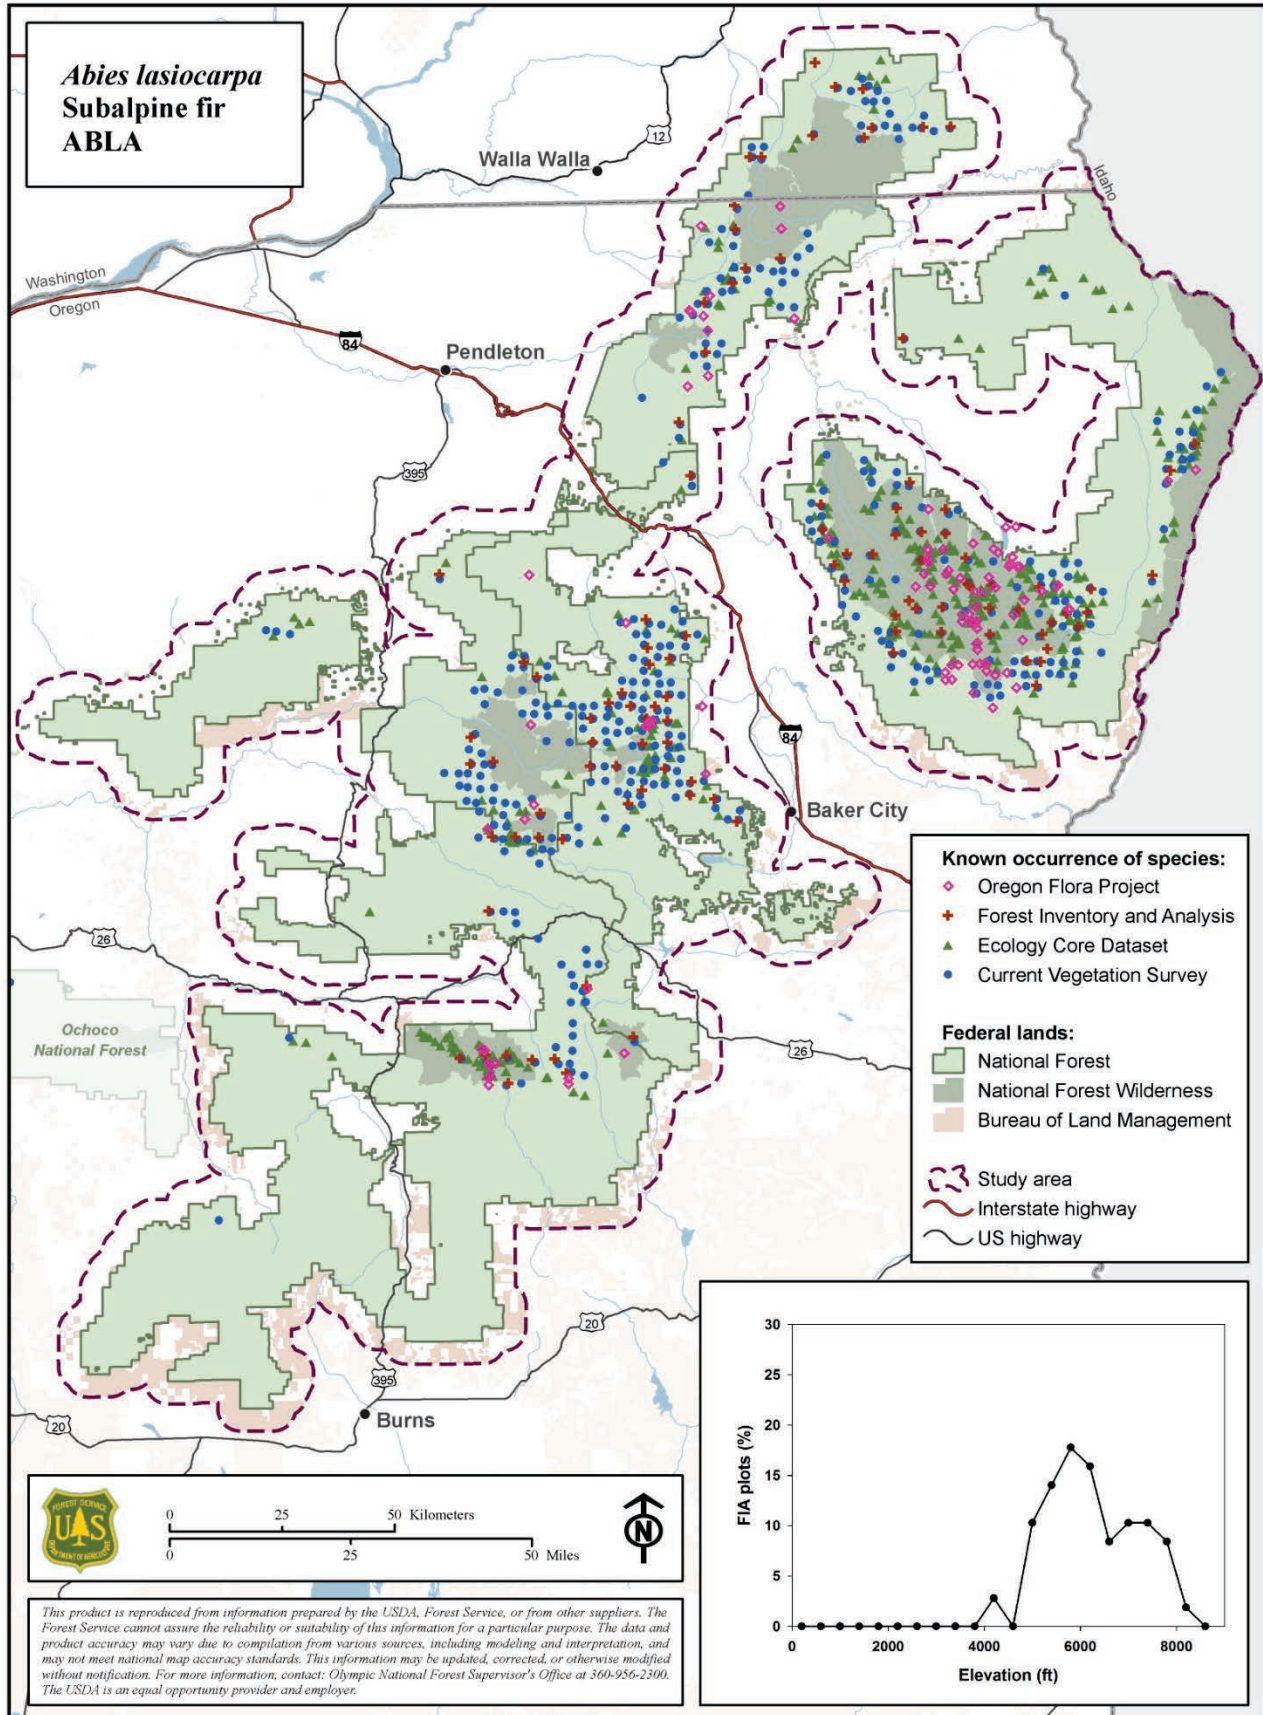 Abies lasiocarpa
Subalpine fir
ABLA
12
Walla Walla
Idaho
Washington
Oregon
84
Pendleton
395
84
Baker City
26
Ochoco
National Forest
26
20
395
Burns
20
Known occurrence of species:
Oregon Flora Project
Forest Inventory and Analysis
Ecology Core Dataset
Current Vegetation Survey
Federal lands:
National Forest
National Forest Wilderness
Bureau of Land Management
Study area
Interstate highway
US highway
30
25
20
15
10
5
0
FIA plots (%)
0 2000 4000 6000 8000
Elevation (ft)
FOREST SERVICE
U S
DEPARTMENT OF AGRICULTURE
0 25 50 Kilometers
0 25 50 Miles
N
This product is reproduced from information prepared by the USDA, Forest Service, or from other suppliers. The
Forest Service cannot assure the reliability or suitability of this information for a particular purpose. The data and
product accuracy may vary due to compilation from various sources, including modeling and interpretation, and
may not meet national map accuracy standards. This information may be updated, corrected, or otherwise modified
without notification. For more information, contact: Olympic National Forest Supervisor's Office at 360-956-2300.
The USDA is an equal opportunity provider and employer.